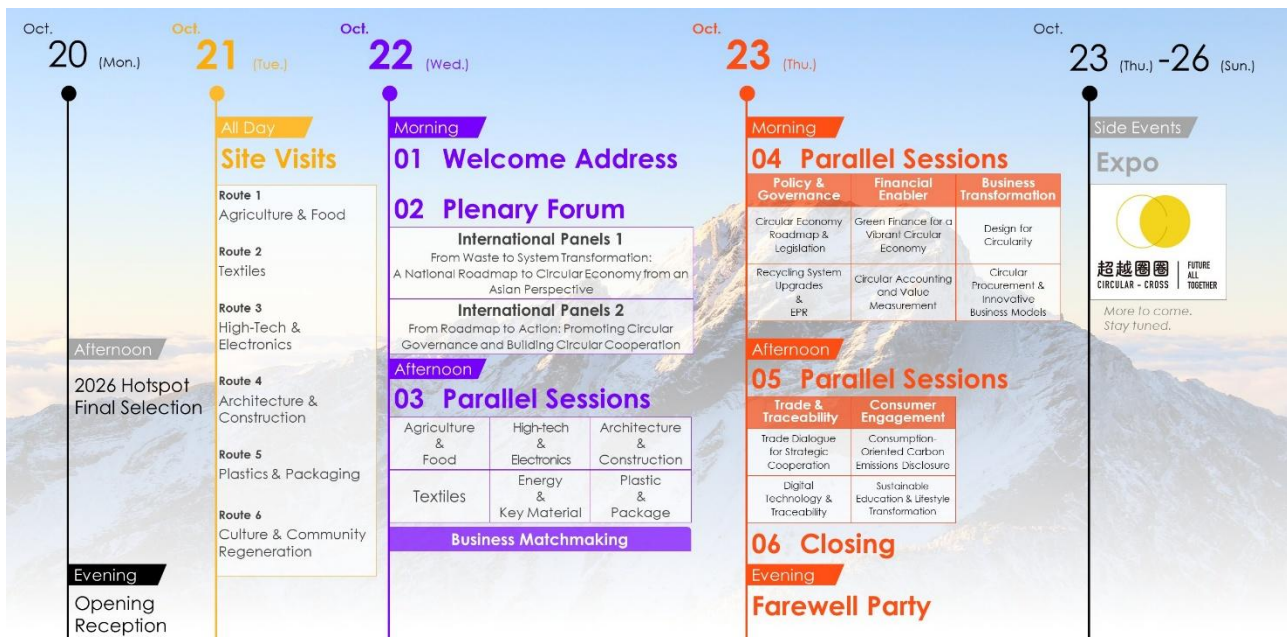 Oct.
20 (Mon.)
Afternoon
2026 Hotspot
Final Selection
Evening
Opening
Reception
Oct.
21 (Tue.)
All Day
Site Visits
Route 1
Agriculture & Food
Route 2
Textiles
Route 3
High-Tech &
Electronics
Route 4
Architecture &
Construction
Route 5
Plastics & Packaging
Route 6
Culture & Community
Regeneration
Oct.
22 (Wed.)
Morning
01 Welcome Address
02 Plenary Forum
International Panels 1
From Waste to System Transformation:
A National Roadmap to Circular Economy from an
Asian Perspective
International Panels 2
From Roadmap to Action: Promoting Circular
Governance and Building Circular Cooperation
Afternoon
03 Parallel Sessions
Agriculture
&
Food
High-tech
&
Electronics
Architecture
&
Construction
Textiles
Energy
&
Key Material
Plastic
&
Package
Business Matchmaking
Oct.
23 (Thu.)
Morning
04 Parallel Sessions
Policy &
Governance
Financial
Enabler
Business
Transformation
Circular Economy
Roadmap &
Legislation
Green Finance for a
Vibrant Circular
Economy
Design for
Circularity
Recycling System
Upgrades
&
EPR
Circular Accounting
and Value
Measurement
Circular
Procurement &
Innovative
Business Models
Afternoon
05 Parallel Sessions
Trade &
Traceability
Consumer
Engagement
Trade Dialogue
for Strategic
Cooperation
Consumption-
Oriented Carbon
Emissions Disclosure
Digital
Technology &
Traceability
Sustainable
Education & Lifestyle
Transformation
06 Closing
Evening
Farewell Party
Oct.
23 (Thu.) -26 (Sun.)
Side Events
Expo
超越圈圈
CIRCULAR - CROSS
FUTURE
ALL
TOGETHER
More to come.
Stay tuned.